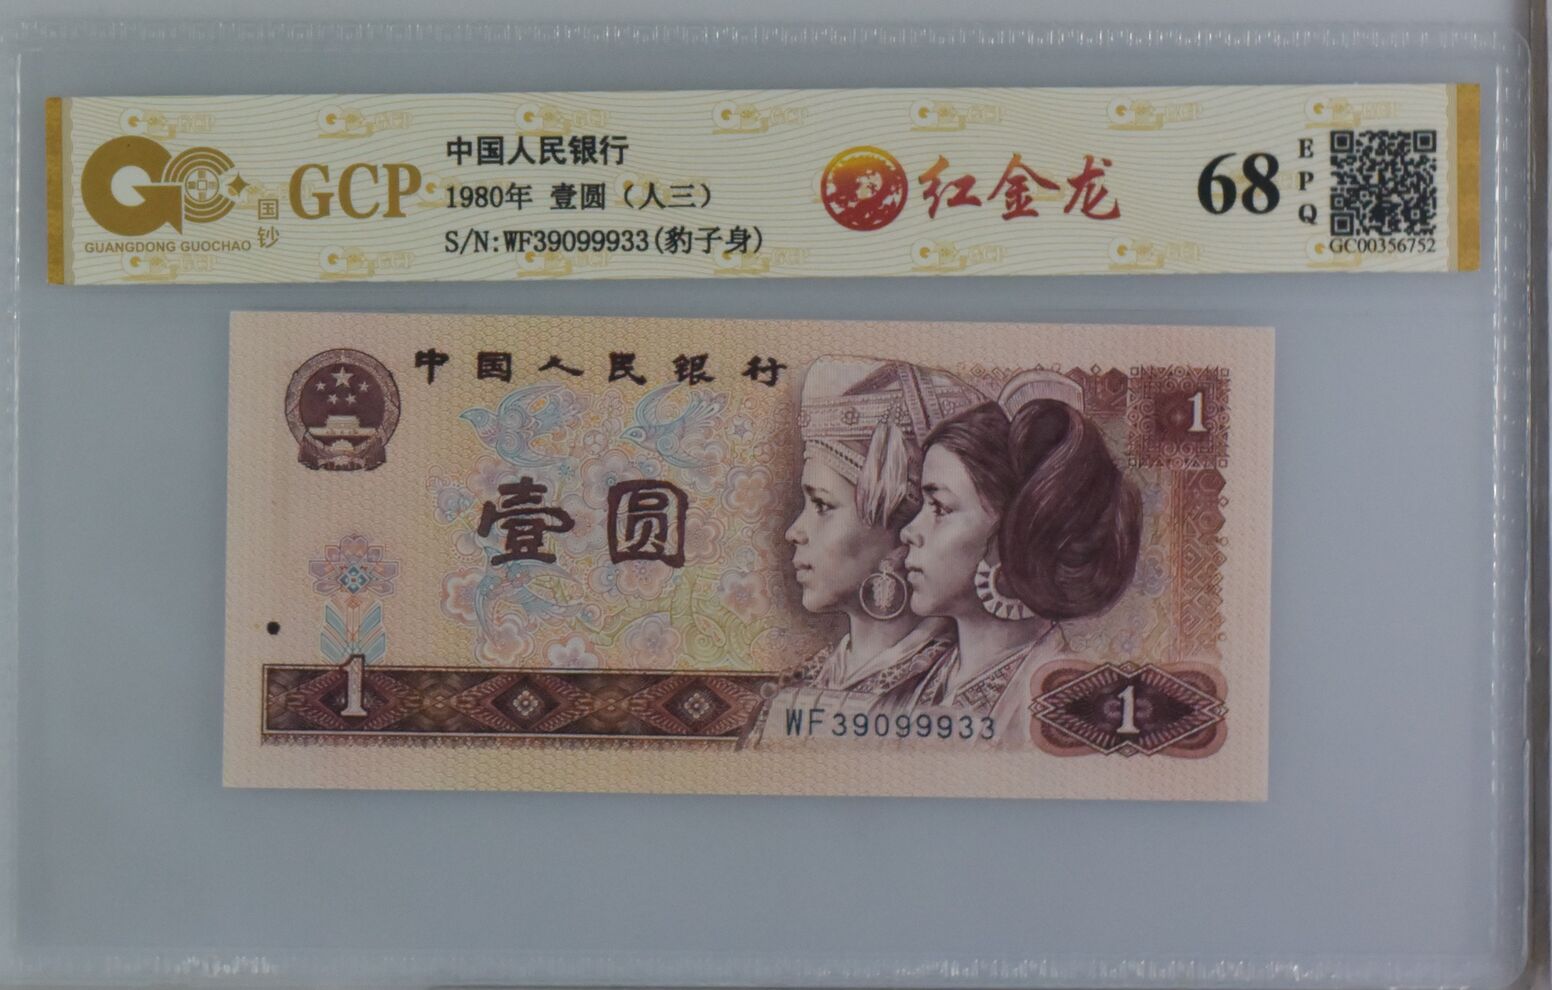 GUANGDONG GUOCHAO
国钞
GCP
中国人民银行
1980年 壹圆（人三）
S/N:WF39099933(豹子身)
红金龙
68
EPQ
GC00356752
中国人民银行
1
壹圆
1
WF39099933
1